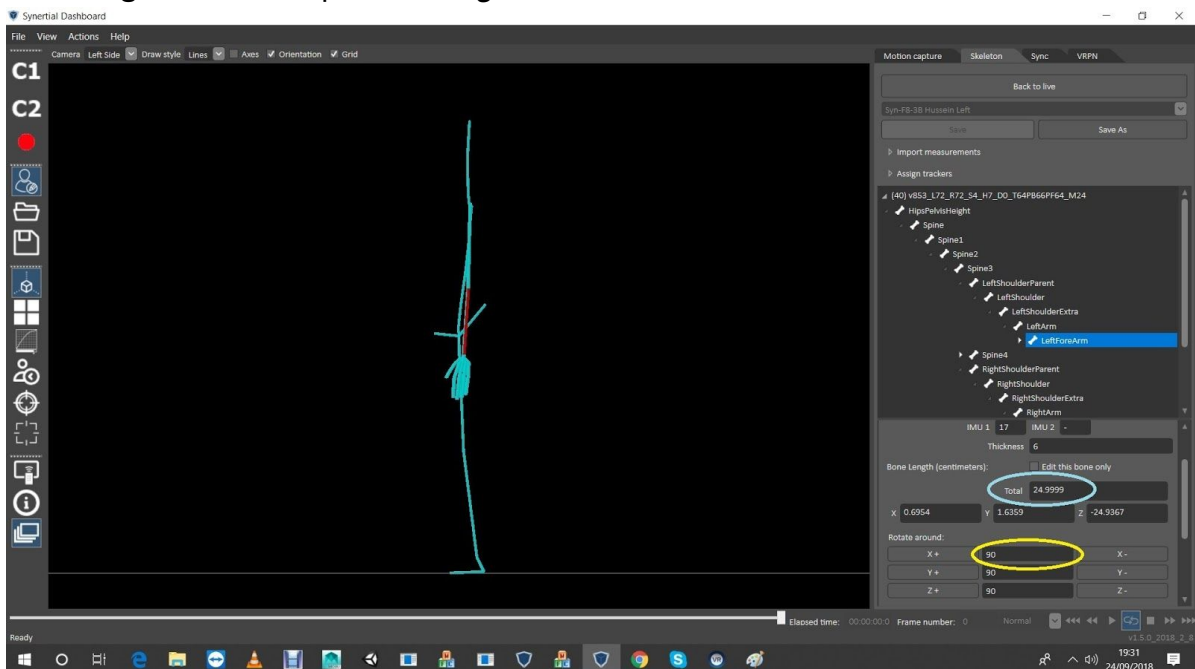 Synertial Dashboard
File View Actions Help
Camera Left Side Draw style Lines Axes Orientation Grid
C1
C2
Motion capture Skeleton Sync VRPN
Back to live
Syn-F8-3B Hussein Left
Save Save As
Import measurements
Assign trackers
(40) v853_L72_R72_S4_H7_D0_T64PB66PF64_M24
HipsPelvisHeight
Spine
Spine1
Spine2
Spine3
LeftShoulderParent
LeftShoulder
LeftShoulderExtra
LeftArm
LeftForeArm
Spine4
RightShoulderParent
RightShoulder
RightShoulderExtra
RightArm
IMU 1 17 IMU 2 -
Thickness 6
Bone Length (centimeters): Edit this bone only
Total 24.9999
X 0.6954 Y 1.6359 Z -24.9367
Rotate around:
X + 90 X -
Y + 90 Y -
Z + 90 Z -
Elapsed time: 00:00:00:0 Frame number: 0 Normal
Ready v1.5.0_2018_2_8
19:31
24/09/2018